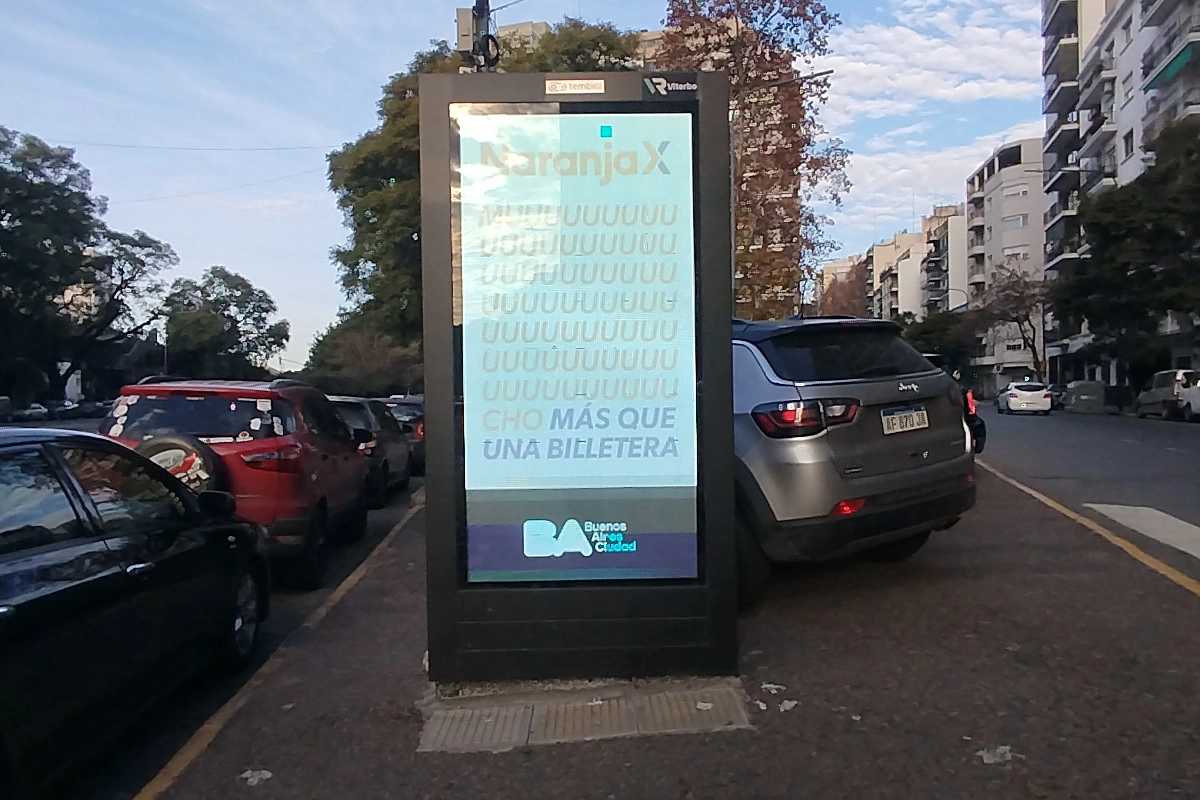 tembici
Viterbo
NaranjaX
MUUUUUUUUU
UUUUUUUUUU
UUUUUUUUUU
UUUUUUUUUU
UUUUUUUUUU
UUUUUUUUUU
UUUUUUUUUU
CHO MÁS QUE
UNA BILLETERA
BA
Buenos
Aires
Ciudad
Jeep
AF 870